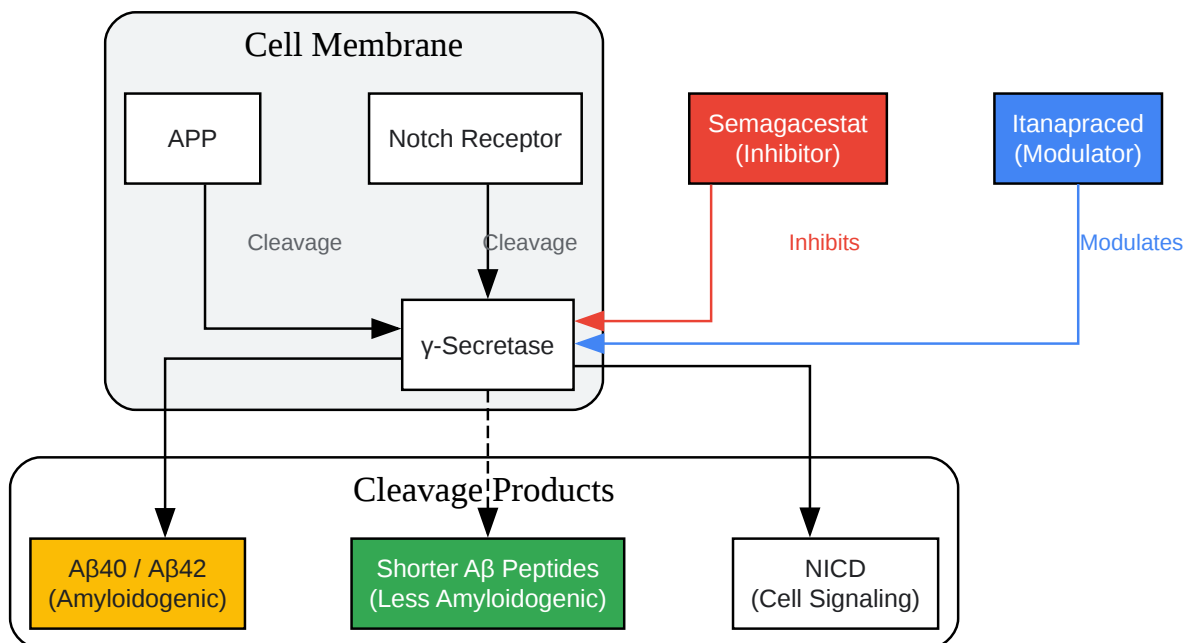 Cell Membrane
APP
Notch Receptor
Semagacestat
(Inhibitor)
Itanapraced
(Modulator)
Cleavage
Cleavage
Inhibits
Modulates
γ-Secretase
Cleavage Products
Aβ40 / Aβ42
(Amyloidogenic)
Shorter Aβ Peptides
(Less Amyloidogenic)
NICD
(Cell Signaling)